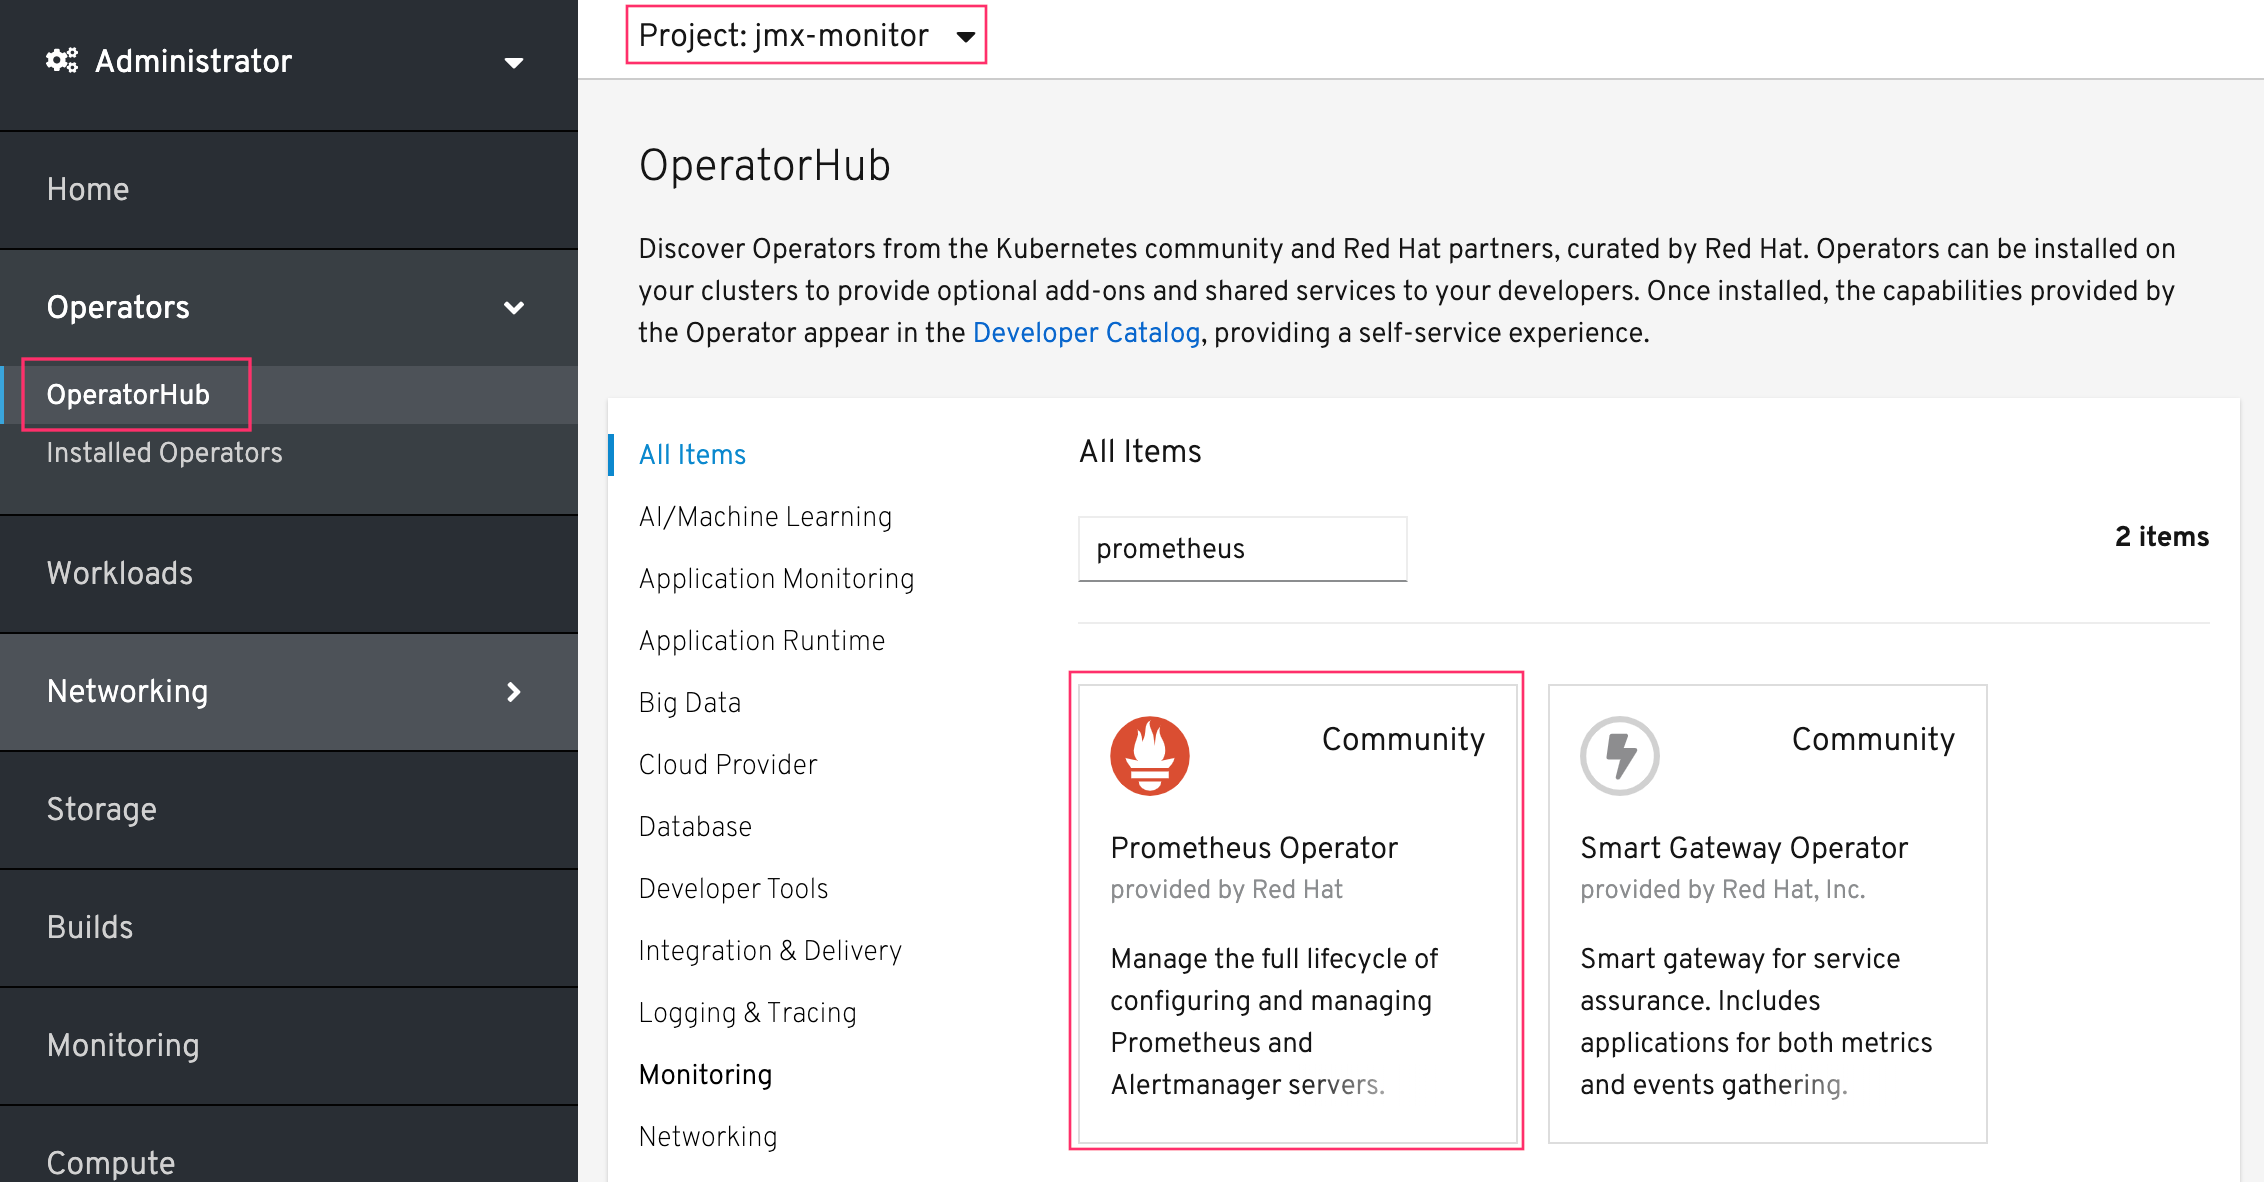 Administrator
Home
Operators
OperatorHub
Installed Operators
Workloads
Networking
Storage
Builds
Monitoring
Compute
Project: jmx-monitor
OperatorHub
Discover Operators from the Kubernetes community and Red Hat partners, curated by Red Hat. Operators can be installed on
your clusters to provide optional add-ons and shared services to your developers. Once installed, the capabilities provided by
the Operator appear in the Developer Catalog, providing a self-service experience.
All Items
AI/Machine Learning
Application Monitoring
Application Runtime
Big Data
Cloud Provider
Database
Developer Tools
Integration & Delivery
Logging & Tracing
Monitoring
Networking
All Items
prometheus
2 items
Community
Prometheus Operator
provided by Red Hat
Manage the full lifecycle of
configuring and managing
Prometheus and
Alertmanager servers.
Community
Smart Gateway Operator
provided by Red Hat, Inc.
Smart gateway for service
assurance. Includes
applications for both metrics
and events gathering.